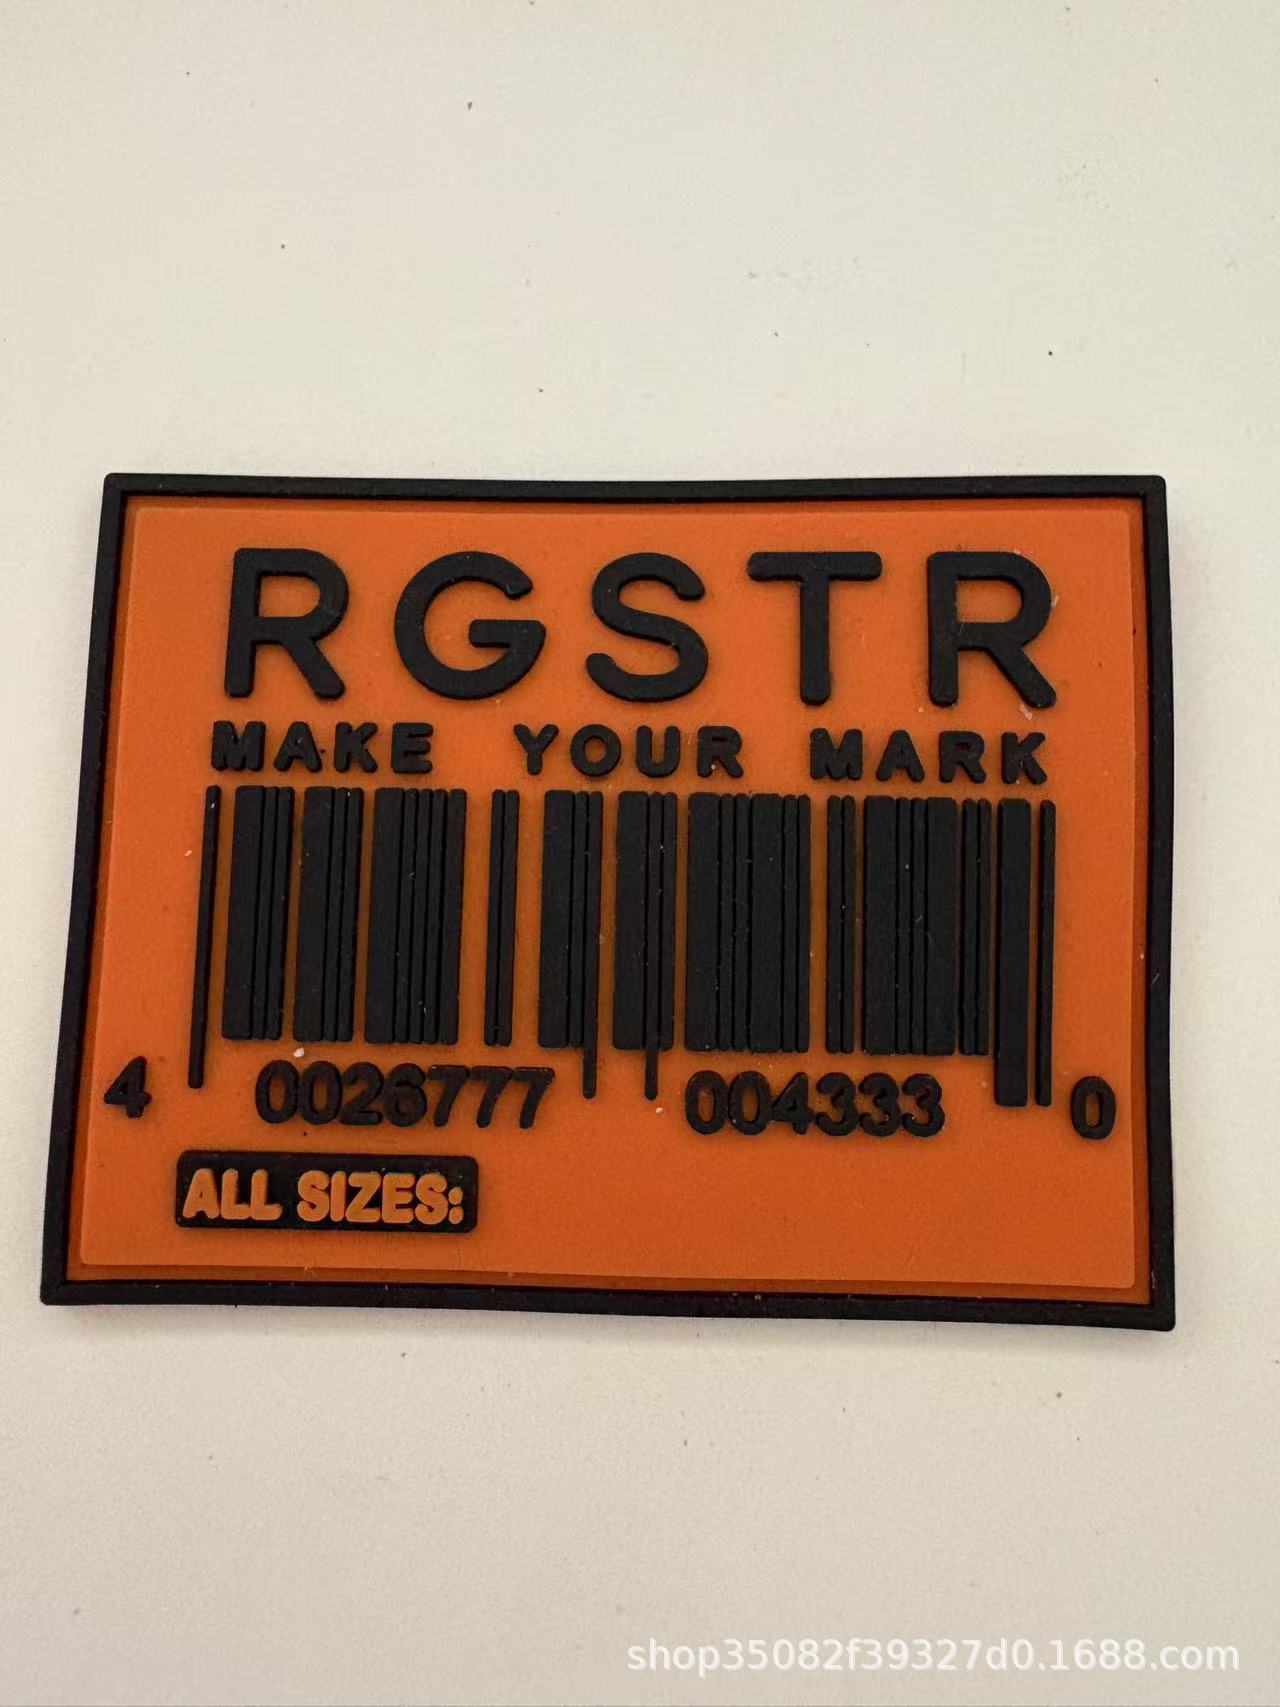 RGSTR
MAKE YOUR MARK
4 0026777 004333 0
ALL SIZES:
shop35082f39327d0.1688.com